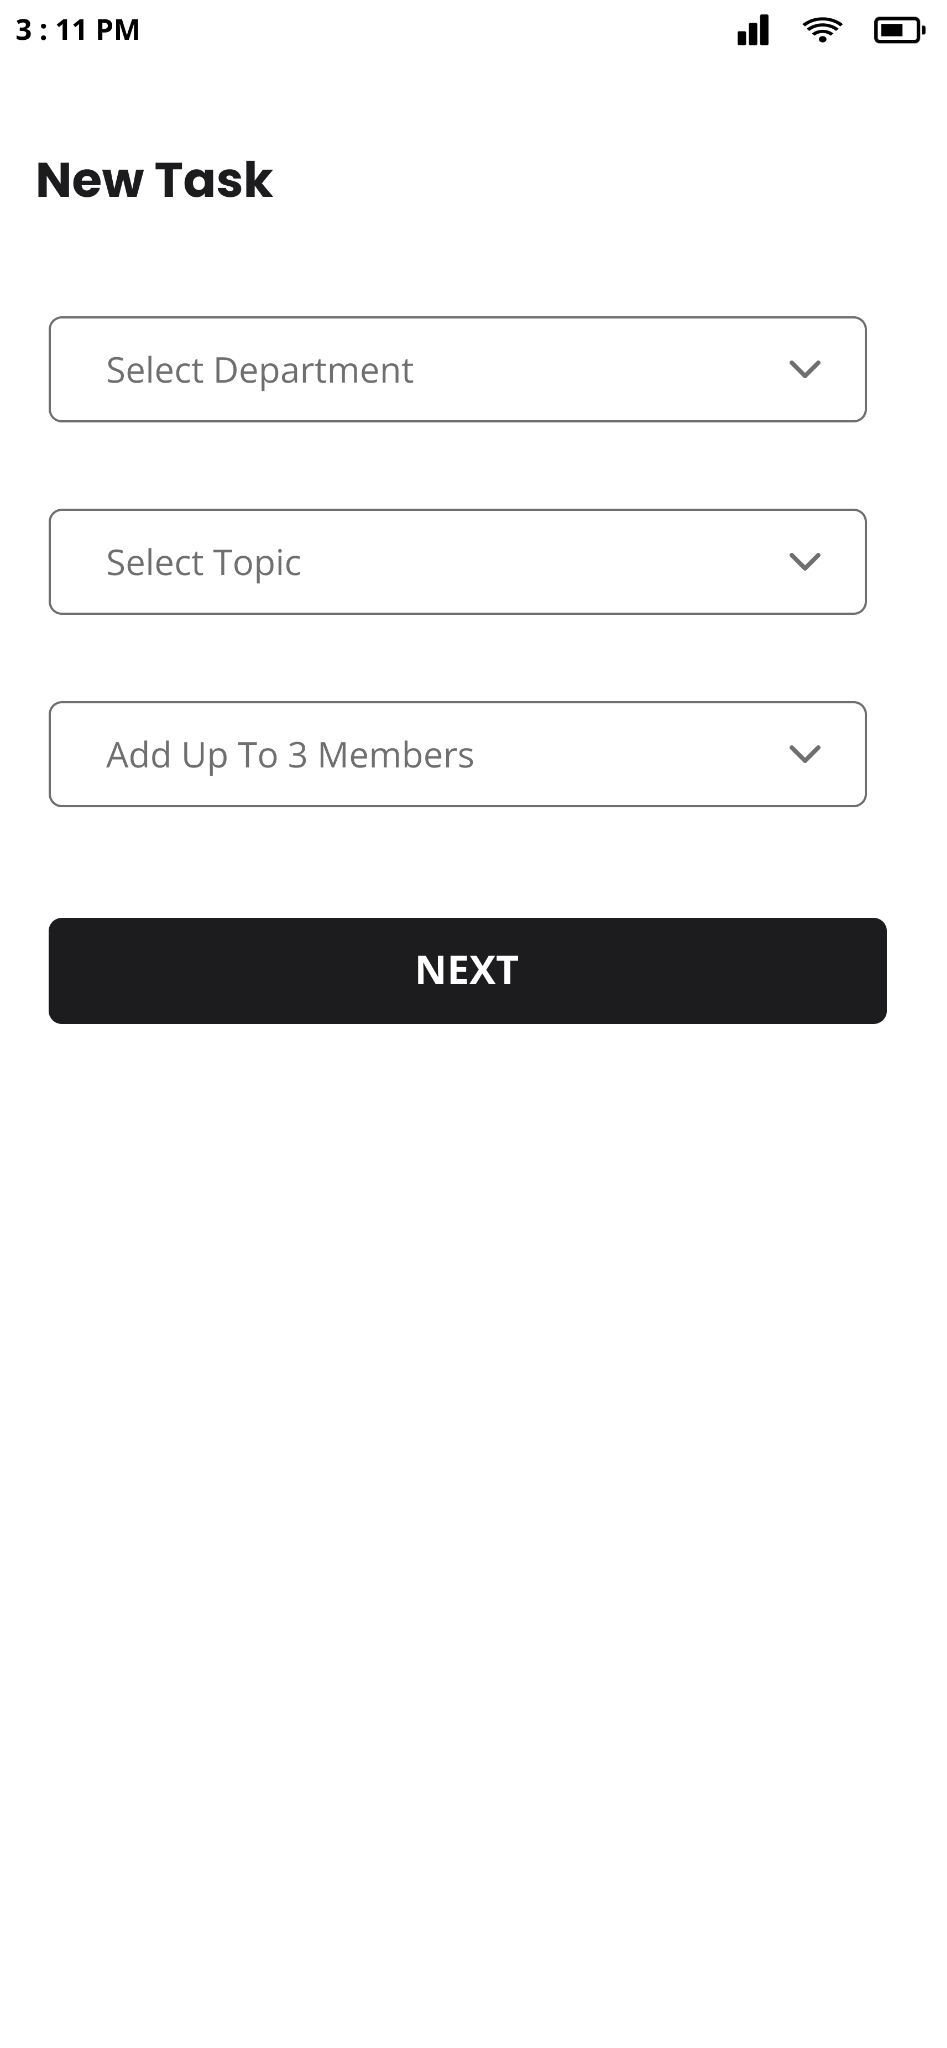 3 : 11 PM
New Task
Select Department
Select Topic
Add Up To 3 Members
NEXT